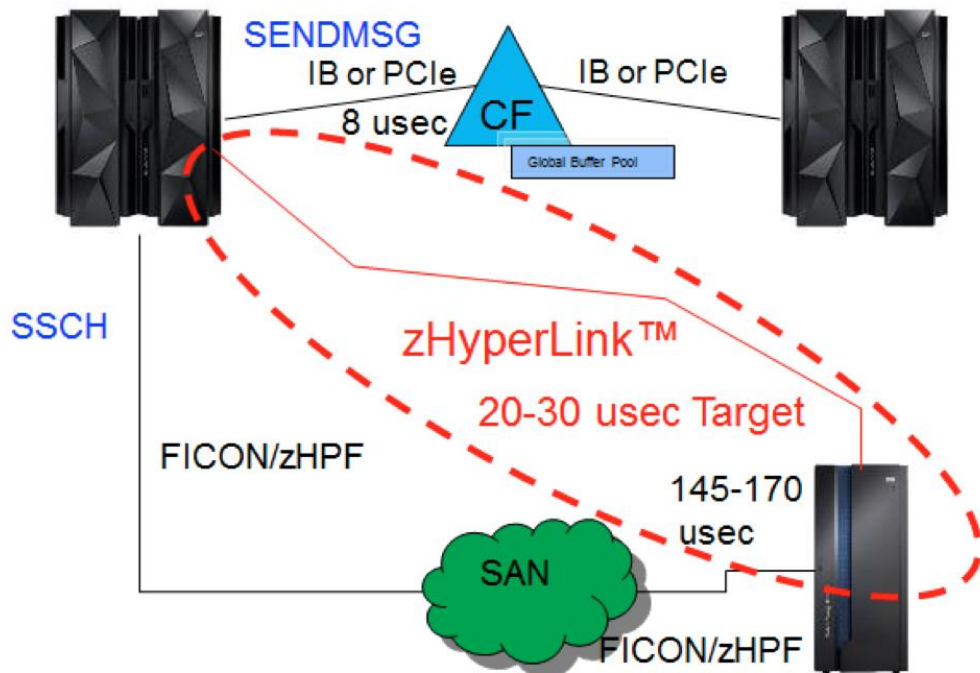 SENDMSG
IB or PCIe
IB or PCIe
8 usec
CF
Global Buffer Pool
SSCH
zHyperLink™
20-30 usec Target
FICON/zHPF
145-170
usec
SAN
FICON/zHPF